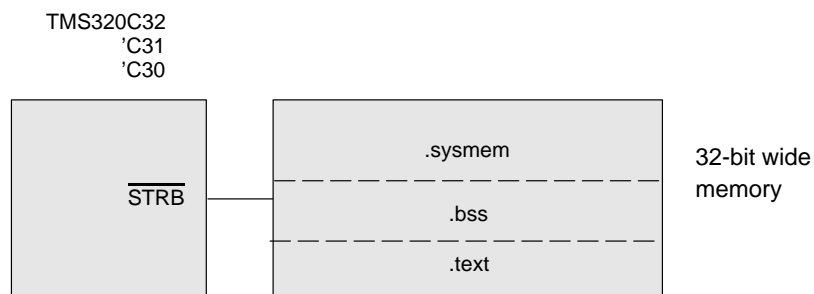 TMS320C32
’C31
’C30
.sysmem
32-bit wide
memory
STRB
.bss
.text